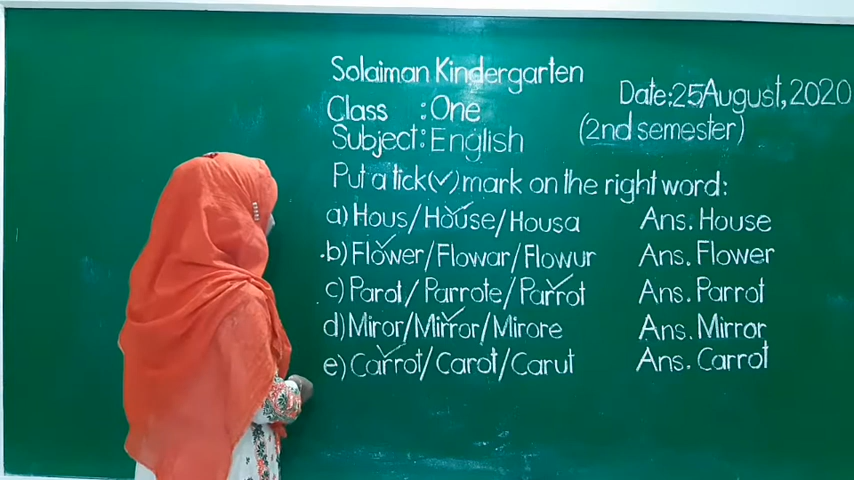 Solaiman Kindergarten
Date:25August,2020
Class :One
Subject:English
(2nd semester)
Put a tick(✓)mark on the right word:
a)Hous/House/Housa Ans. House
b)Flower/Flowar/Flowur Ans. Flower
c)Parot/Parrote/Parrot Ans. Parrot
d)Miror/Mirror/Mirore Ans. Mirror
e)Carrot/Carot/Carut Ans. Carrot